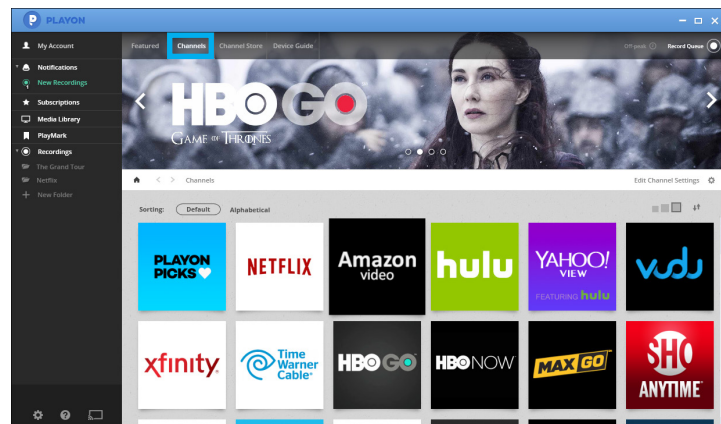 PLAYON
My Account
Notifications
New Recordings
Subscriptions
Media Library
PlayMark
Recordings
The Grand Tour
Netflix
New Folder
Featured Channels Channel Store Device Guide
Off-peak Record Queue
HBO GO
GAME OF THRONES
Channels
Edit Channel Settings
Sorting: Default Alphabetical
PLAYON
PICKS
NETFLIX
Amazon
video
hulu
YAHOO!
VIEW
FEATURING hulu
vudu
xfinity.
Time
Warner
Cable
HBO GO
HBO NOW
MAX GO
SHO
ANYTIME